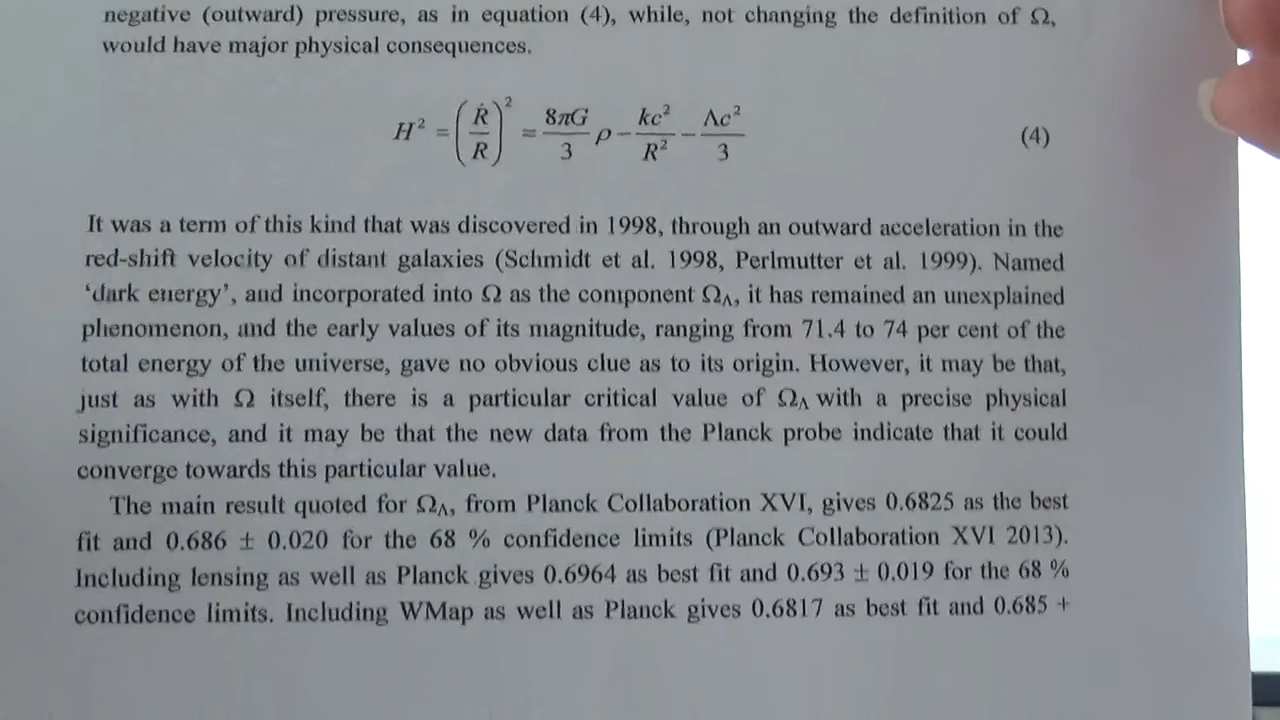 negative (outward) pressure, as in equation (4), while, not changing the definition of Ω,
would have major physical consequences.
H² = (Ṙ/R)² = 8πG/3 ρ − kc²/R² − Λc²/3 (4)
It was a term of this kind that was discovered in 1998, through an outward acceleration in the
red-shift velocity of distant galaxies (Schmidt et al. 1998, Perlmutter et al. 1999). Named
‘dark energy’, and incorporated into Ω as the component Ω_Λ, it has remained an unexplained
phenomenon, and the early values of its magnitude, ranging from 71.4 to 74 per cent of the
total energy of the universe, gave no obvious clue as to its origin. However, it may be that,
just as with Ω itself, there is a particular critical value of Ω_Λ with a precise physical
significance, and it may be that the new data from the Planck probe indicate that it could
converge towards this particular value.
The main result quoted for Ω_Λ, from Planck Collaboration XVI, gives 0.6825 as the best
fit and 0.686 ± 0.020 for the 68 % confidence limits (Planck Collaboration XVI 2013).
Including lensing as well as Planck gives 0.6964 as best fit and 0.693 ± 0.019 for the 68 %
confidence limits. Including WMap as well as Planck gives 0.6817 as best fit and 0.685 +